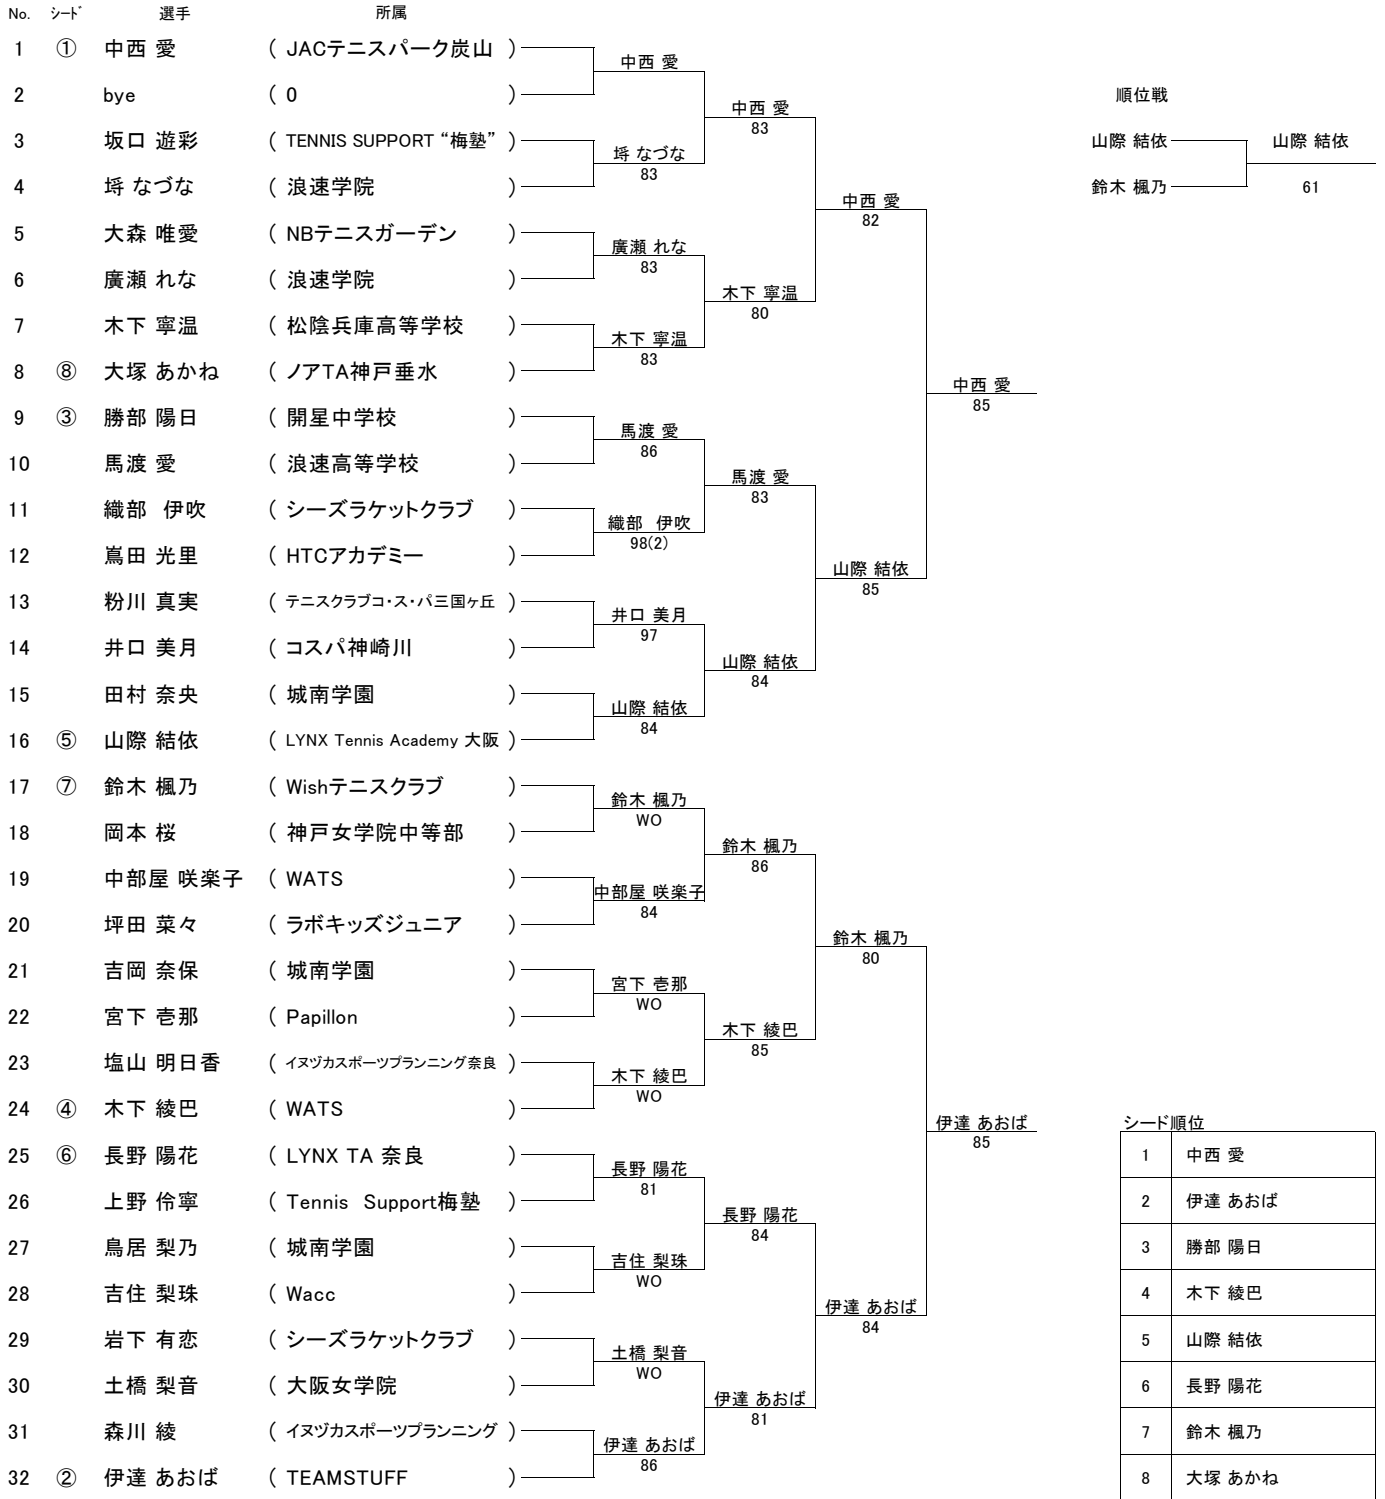 No. シード 選手 所属
1 ① 中西 愛 ( JACテニスパーク炭山 )
2 bye ( 0 )
3 坂口 遊彩 ( TENNIS SUPPORT “梅塾” )
4 埒 なづな ( 浪速学院 )
5 大森 唯愛 ( NBテニスガーデン )
6 廣瀬 れな ( 浪速学院 )
7 木下 寧温 ( 松陰兵庫高等学校 )
8 ⑧ 大塚 あかね ( ノアTA神戸垂水 )
9 ③ 勝部 陽日 ( 開星中学校 )
10 馬渡 愛 ( 浪速高等学校 )
11 織部 伊吹 ( シーズラケットクラブ )
12 嶌田 光里 ( HTCアカデミー )
13 粉川 真実 ( テニスクラブコ・ス・パ三国ヶ丘 )
14 井口 美月 ( コスパ神崎川 )
15 田村 奈央 ( 城南学園 )
16 ⑤ 山際 結依 ( LYNX Tennis Academy 大阪 )
17 ⑦ 鈴木 楓乃 ( Wishテニスクラブ )
18 岡本 桜 ( 神戸女学院中等部 )
19 中部屋 咲楽子 ( WATS )
20 坪田 菜々 ( ラボキッズジュニア )
21 吉岡 奈保 ( 城南学園 )
22 宮下 壱那 ( Papillon )
23 塩山 明日香 ( イヌヅカスポーツプランニング奈良 )
24 ④ 木下 綾巴 ( WATS )
25 ⑥ 長野 陽花 ( LYNX TA 奈良 )
26 上野 伶寧 ( Tennis Support梅塾 )
27 鳥居 梨乃 ( 城南学園 )
28 吉住 梨珠 ( Wacc )
29 岩下 有恋 ( シーズラケットクラブ )
30 土橋 梨音 ( 大阪女学院 )
31 森川 綾 ( イヌヅカスポーツプランニング )
32 ② 伊達 あおば ( TEAMSTUFF )
中西 愛
埒 なづな
83
廣瀬 れな
83
木下 寧温
83
馬渡 愛
86
織部 伊吹
98(2)
井口 美月
97
山際 結依
84
鈴木 楓乃
WO
中部屋 咲楽子
84
宮下 壱那
WO
木下 綾巴
WO
長野 陽花
81
吉住 梨珠
WO
土橋 梨音
WO
伊達 あおば
86
中西 愛
83
木下 寧温
80
馬渡 愛
83
山際 結依
84
鈴木 楓乃
86
木下 綾巴
85
長野 陽花
84
伊達 あおば
81
中西 愛
82
山際 結依
85
鈴木 楓乃
80
伊達 あおば
84
中西 愛
85
伊達 あおば
85
順位戦
山際 結依
鈴木 楓乃
山際 結依
61
シード順位
1 中西 愛
2 伊達 あおば
3 勝部 陽日
4 木下 綾巴
5 山際 結依
6 長野 陽花
7 鈴木 楓乃
8 大塚 あかね